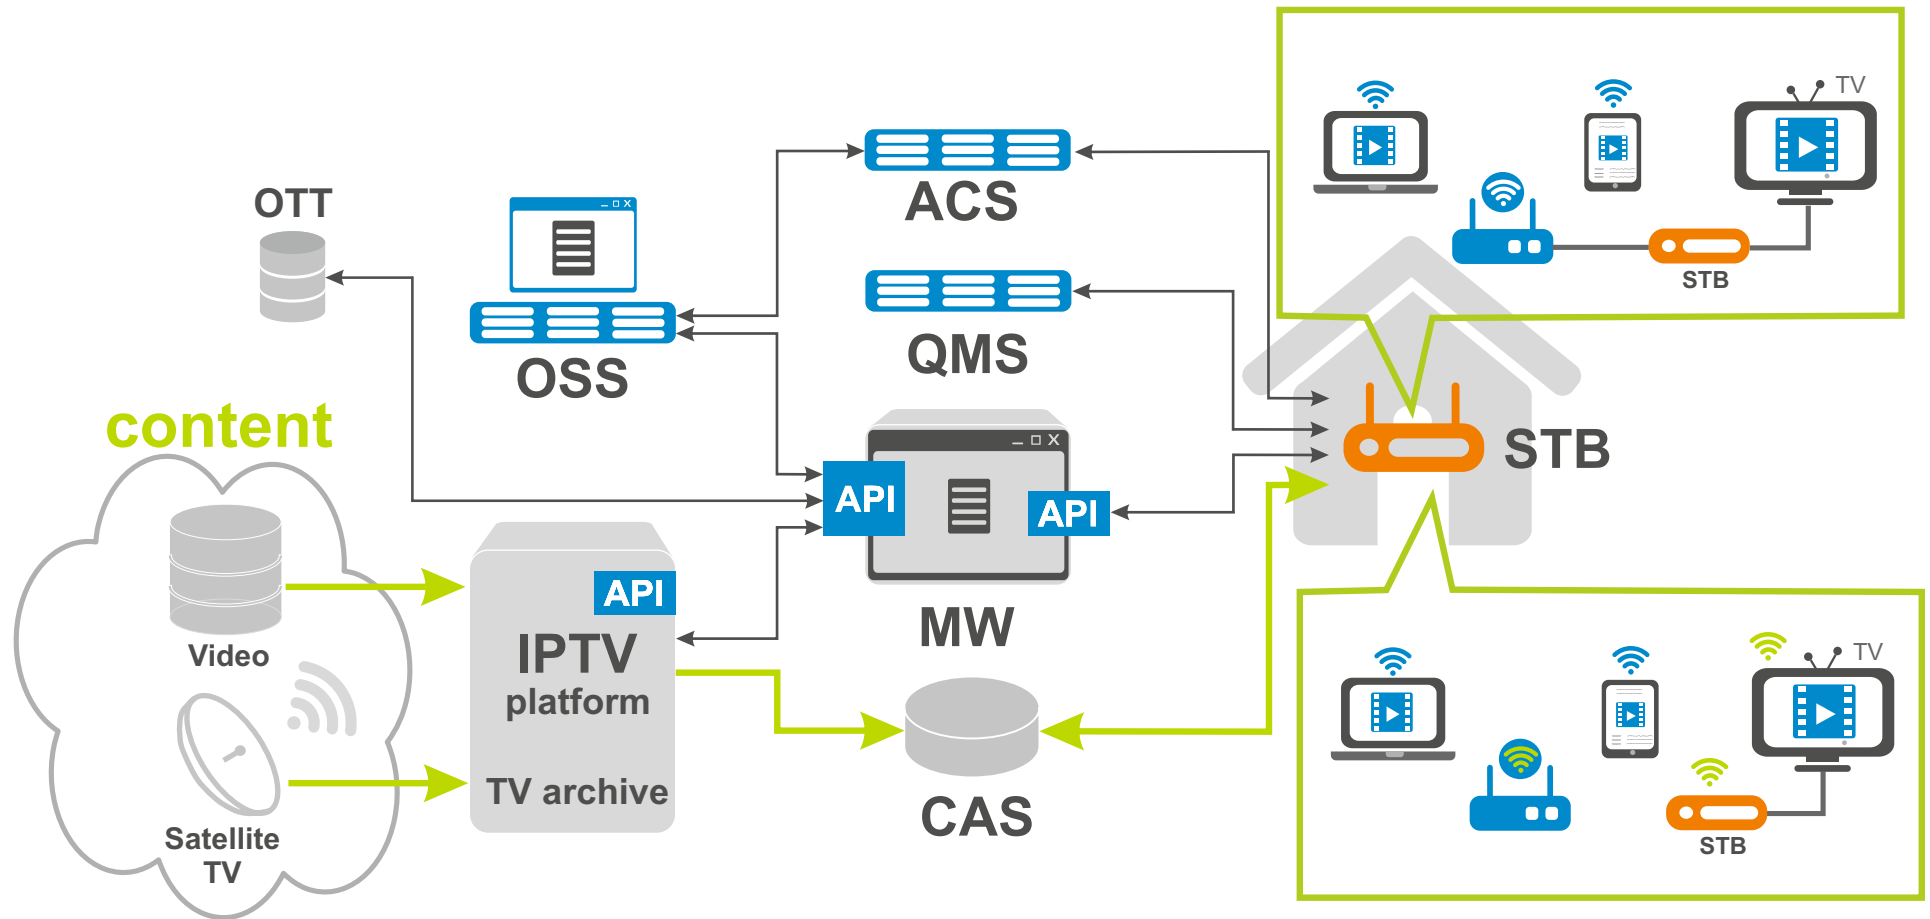 TV
STB
ACS
OTT
QMS
OSS
content
STB
API
API
MW
API
IPTV
platform
TV archive
Video
Satellite
TV
CAS
TV
STB